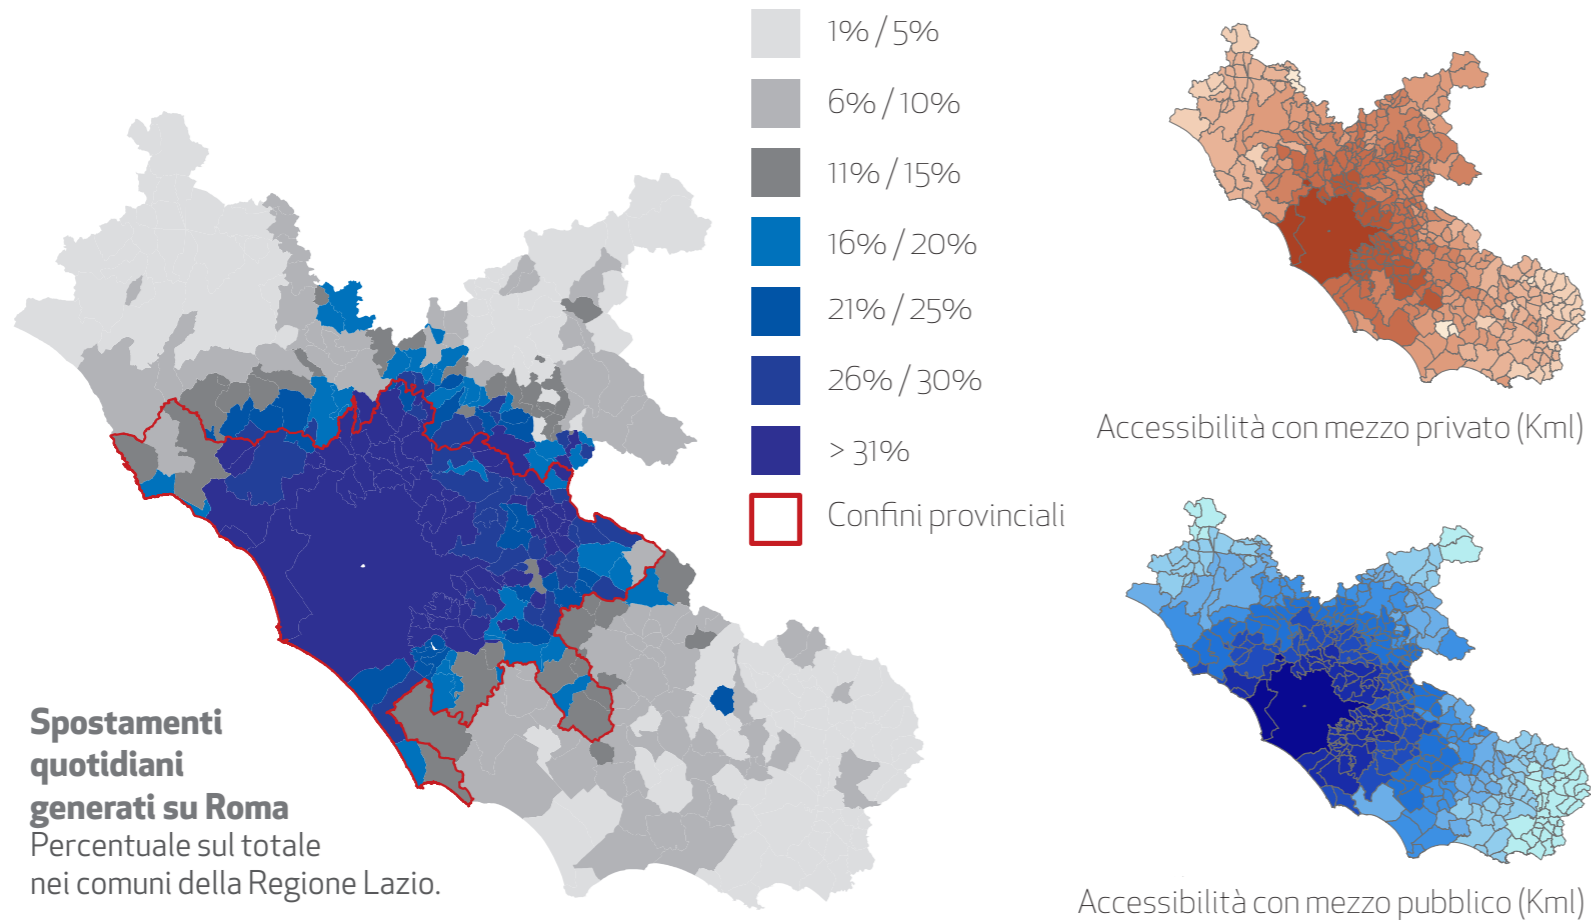 1% / 5%
6% / 10%
11% / 15%
16% / 20%
21% / 25%
26% / 30%
> 31%
Confini provinciali
Spostamenti
quotidiani
generati su Roma
Percentuale sul totale
nei comuni della Regione Lazio.
Accessibilità con mezzo privato (Kml)
Accessibilità con mezzo pubblico (Kml)